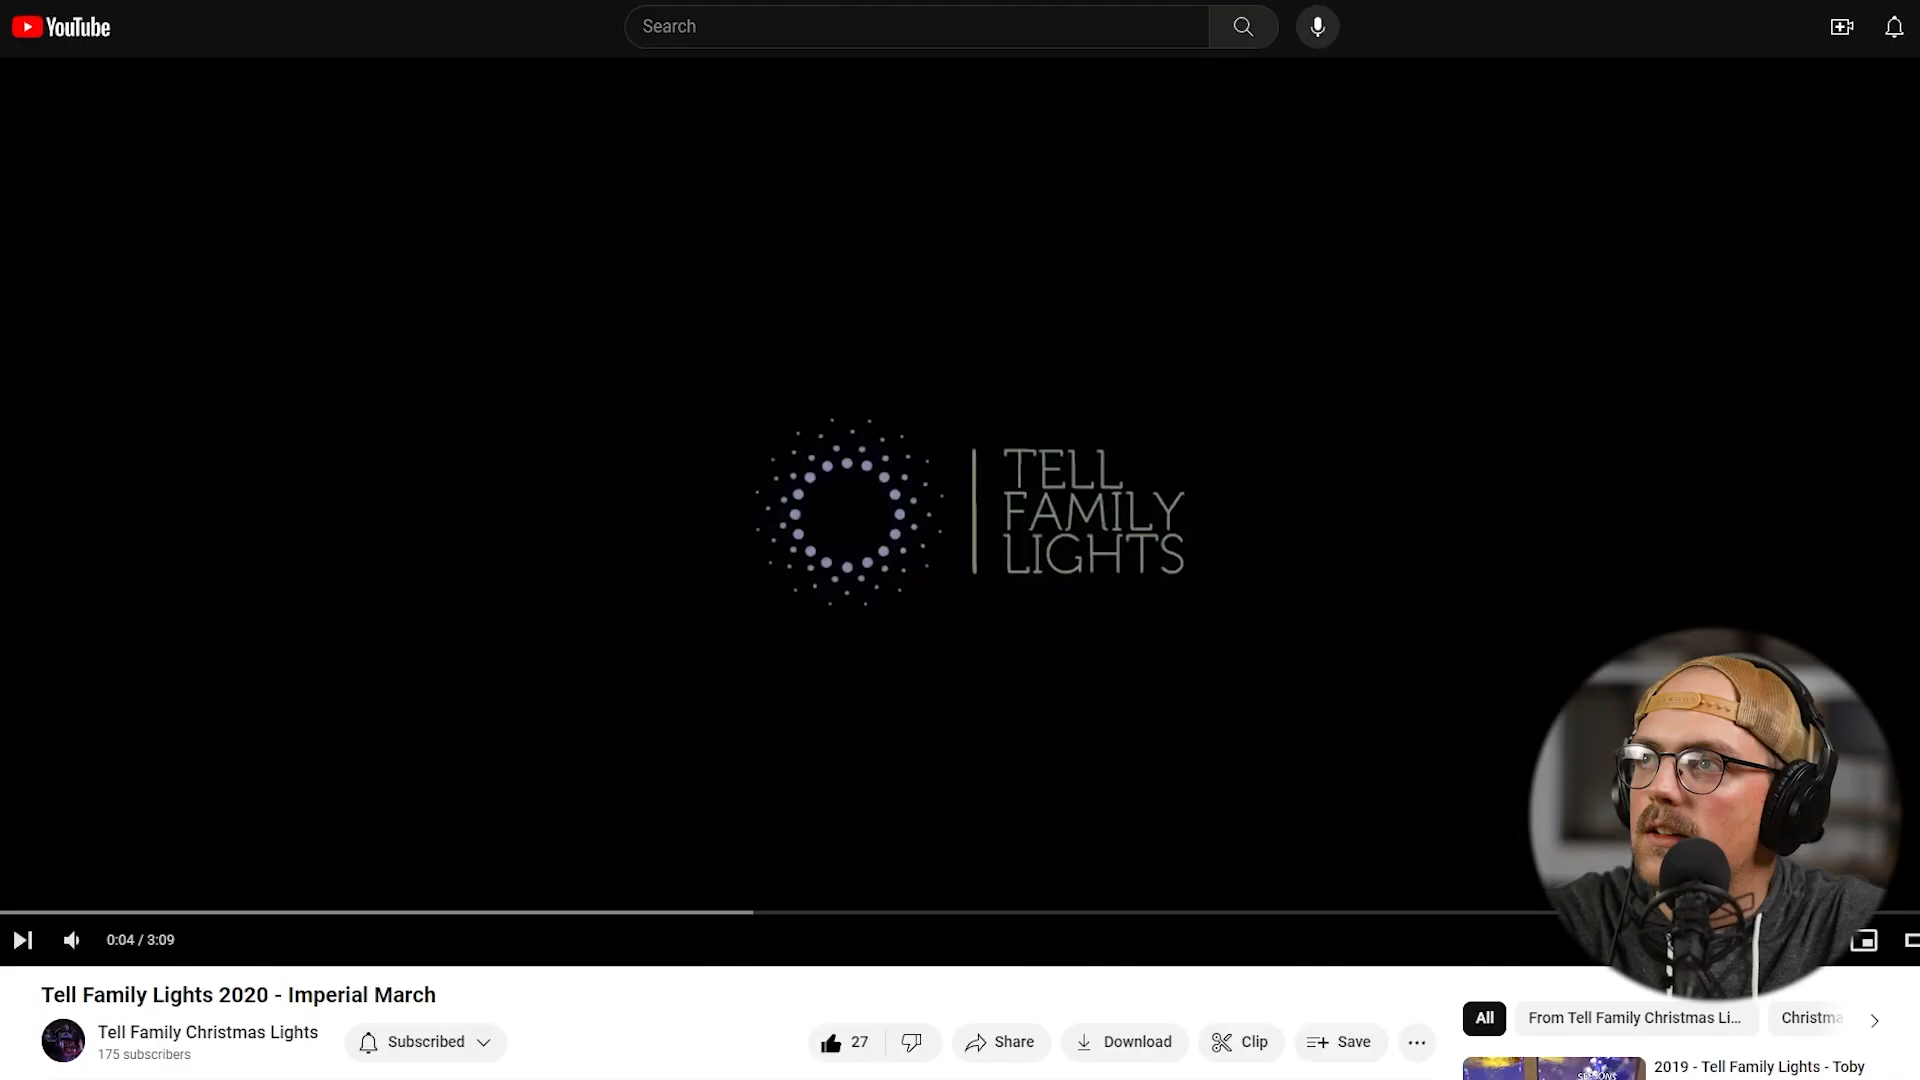 YouTube
Search
TELL
FAMILY
LIGHTS
0:04 / 3:09
Tell Family Lights 2020 - Imperial March
Tell Family Christmas Lights
175 subscribers
Subscribed
27
Share
Download
Clip
Save
All
From Tell Family Christmas Li...
Christma
2019 - Tell Family Lights - Toby